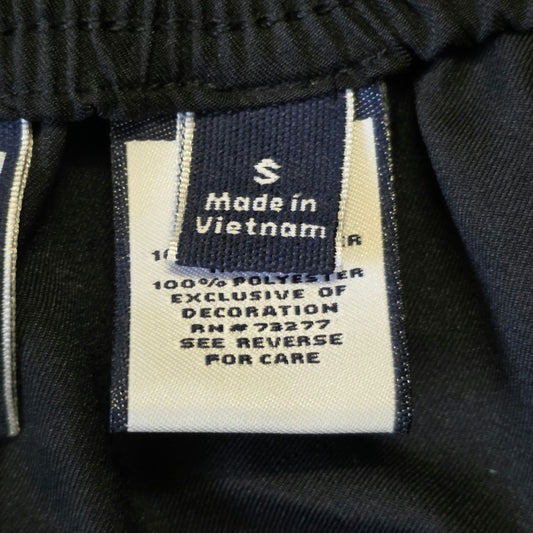 S
Made in
Vietnam
100% POLYESTER
EXCLUSIVE OF
DECORATION
RN# 73277
SEE REVERSE
FOR CARE